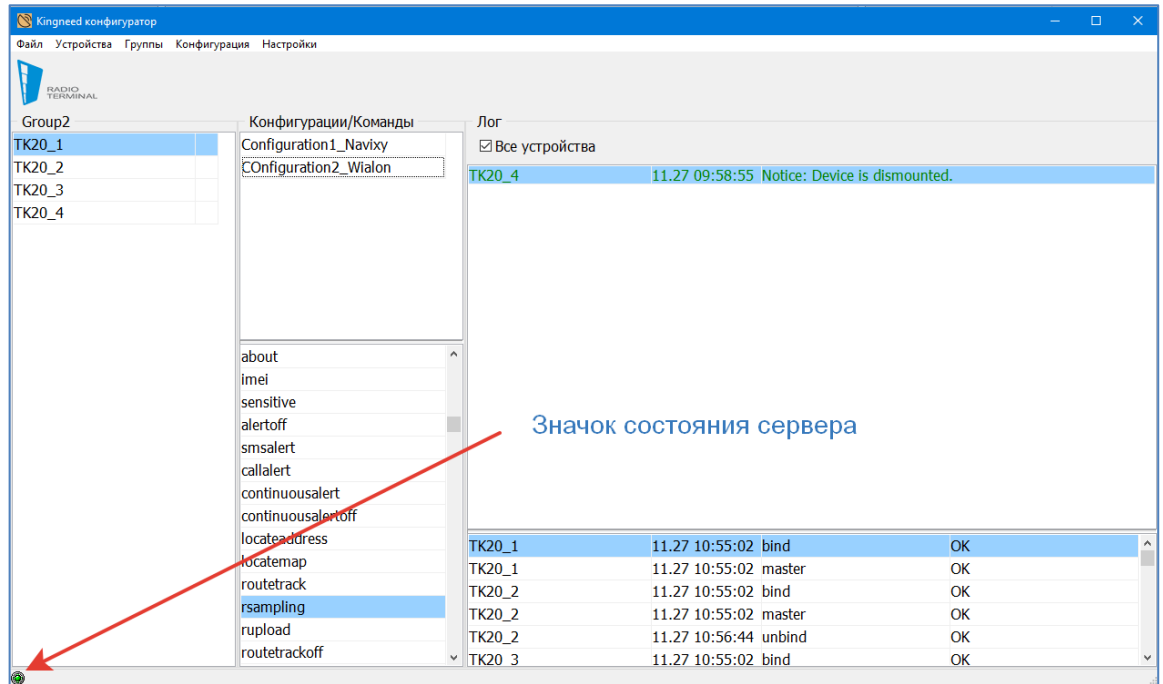 Kingneed конфигуратор
Файл Устройства Группы Конфигурация Настройки
RADIO
TERMINAL
Group2
TK20_1
TK20_2
TK20_3
TK20_4
Конфигурации/Команды
Configuration1_Navixy
COnfiguration2_Wialon
about
imei
sensitive
alertoff
smsalert
callalert
continuousalert
continuousalertoff
locateaddress
locatemap
routetrack
rsampling
rupload
routetrackoff
Лог
Все устройства
TK20_4 11.27 09:58:55 Notice: Device is dismounted.
Значок состояния сервера
TK20_1 11.27 10:55:02 bind OK
TK20_1 11.27 10:55:02 master OK
TK20_2 11.27 10:55:02 bind OK
TK20_2 11.27 10:55:02 master OK
TK20_2 11.27 10:56:44 unbind OK
TK20_3 11.27 10:55:02 bind OK